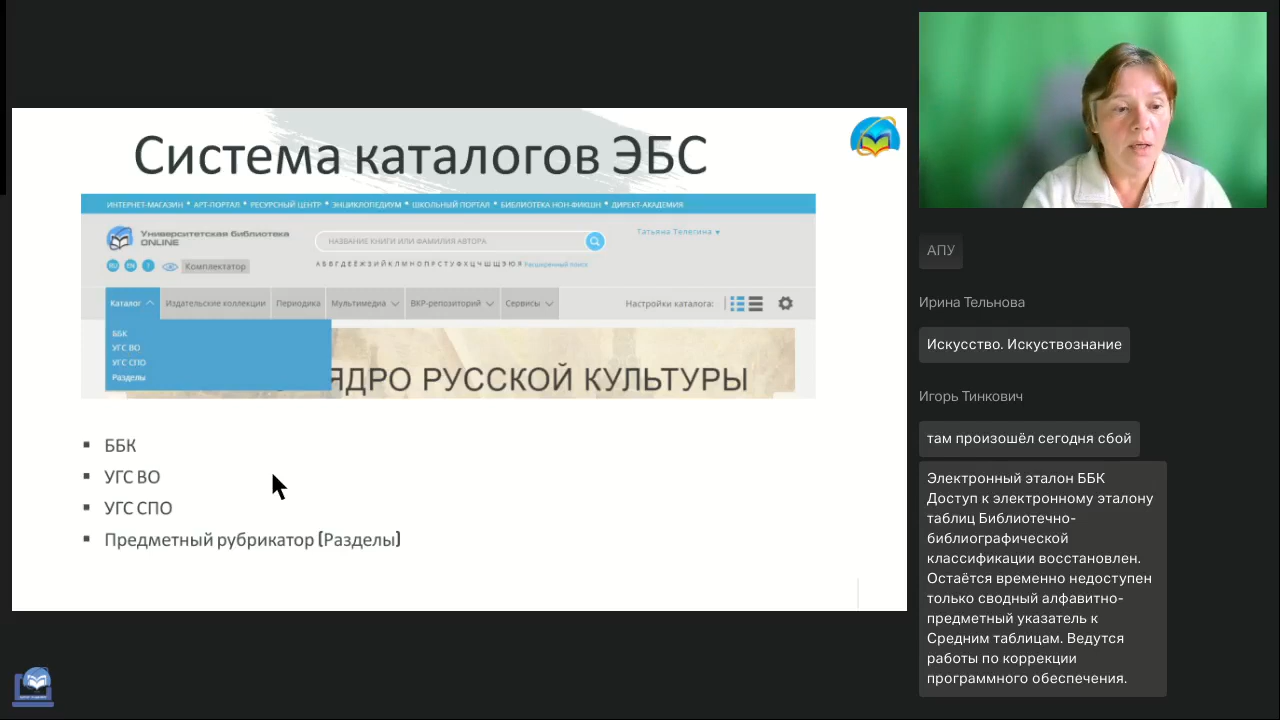 Система каталогов ЭБС
ИНТЕРНЕТ-МАГАЗИН • АРТ-ПОРТАЛ • РЕСУРСНЫЙ ЦЕНТР • ЭНЦИКЛОПЕДИУМ • ШКОЛЬНЫЙ ПОРТАЛ • БИБЛИОТЕКА НОН-ФИКШН • ДИРЕКТ-АКАДЕМИЯ
Университетская библиотека
ONLINE
НАЗВАНИЕ КНИГИ ИЛИ ФАМИЛИЯ АВТОРА
Татьяна Телегина
RU EN Комплектатор
А Б В Г Д Е Ё Ж З И Й К Л М Н О П Р С Т У Ф Х Ц Ч Ш Щ Э Ю Я Расширенный поиск
Каталог Издательские коллекции Периодика Мультимедиа ВКР-репозиторий Сервисы Настройки каталога:
ББК
УГС ВО
УГС СПО
Разделы
ЯДРО РУССКОЙ КУЛЬТУРЫ
▪ ББК
▪ УГС ВО
▪ УГС СПО
▪ Предметный рубрикатор (Разделы)
АПУ
Ирина Тельнова
Искусство. Искуствознание
Игорь Тинкович
там произошёл сегодня сбой
Электронный эталон ББК
Доступ к электронному эталону
таблиц Библиотечно-
библиографической
классификации восстановлен.
Остаётся временно недоступен
только сводный алфавитно-
предметный указатель к
Средним таблицам. Ведутся
работы по коррекции
программного обеспечения.